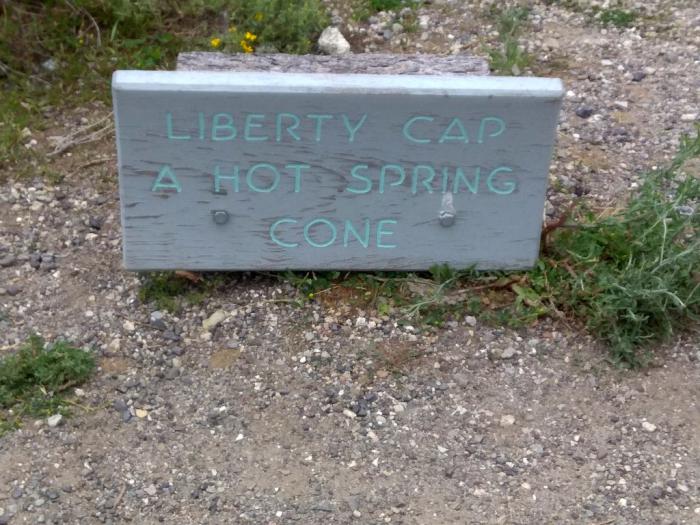 LIBERTY CAP
A HOT SPRING
CONE